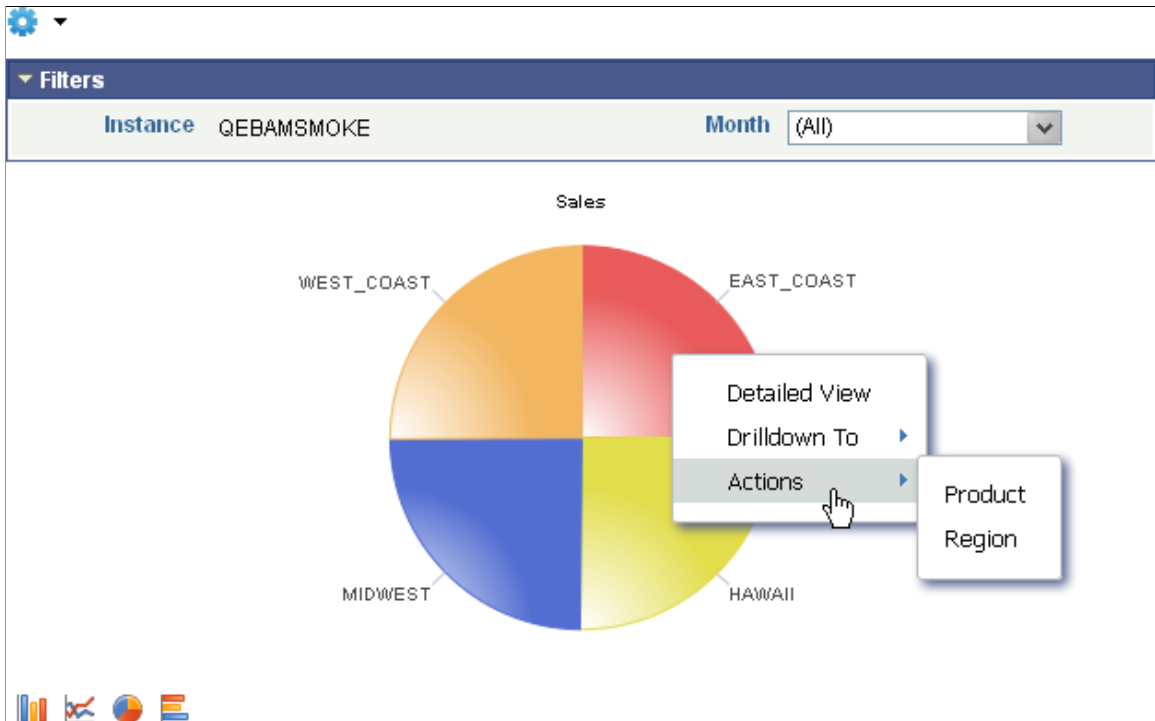 Filters
Instance QEBAMSMOKE Month (All)
Sales
WEST_COAST EAST_COAST
Detailed View
Drilldown To
Actions
Product
Region
MIDWEST HAWAII